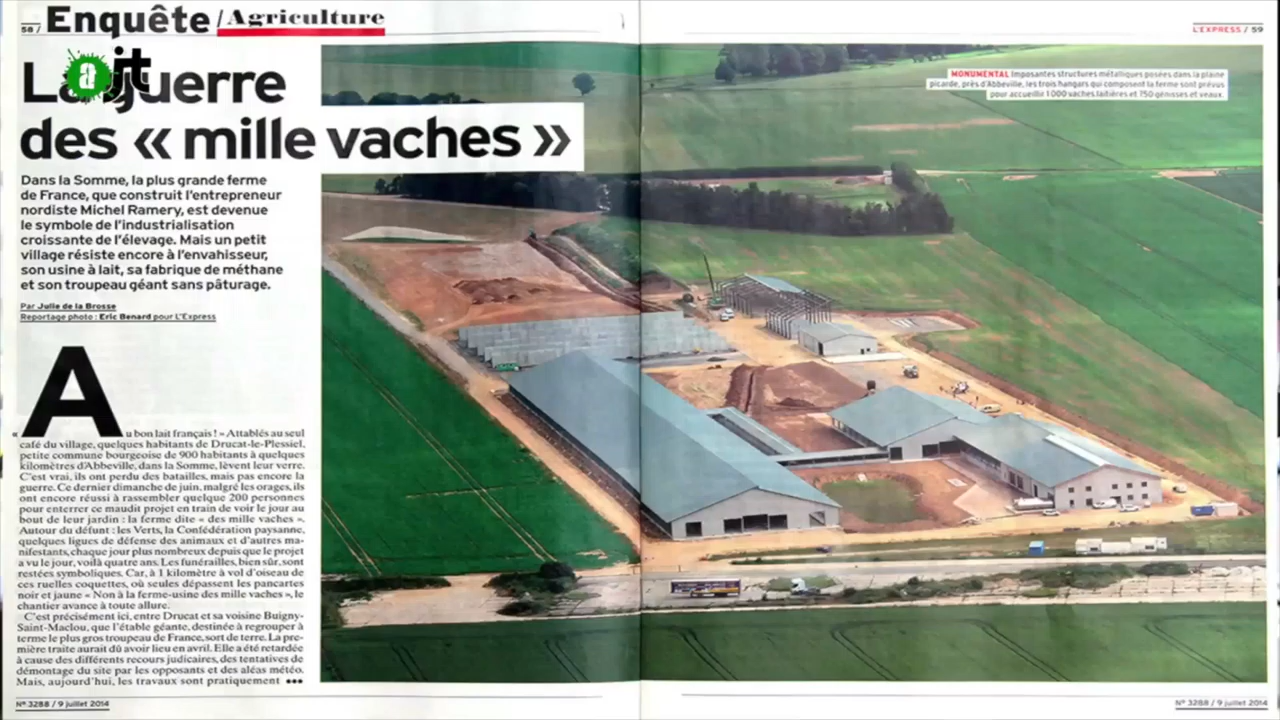 58 / Enquête /Agriculture
L'EXPRESS / 59
a jt
La guerre
des « mille vaches »
MONUMENTAL Imposantes structures métalliques posées dans la plaine
picarde, près d'Abbeville, les trois hangars qui composent la ferme sont prévus
pour accueillir 1 000 vaches laitières et 750 génisses et veaux.
Dans la Somme, la plus grande ferme
de France, que construit l'entrepreneur
nordiste Michel Ramery, est devenue
le symbole de l'industrialisation
croissante de l'élevage. Mais un petit
village résiste encore à l'envahisseur,
son usine à lait, sa fabrique de méthane
et son troupeau géant sans pâturage.
Par Julie de la Brosse
Reportage photo : Eric Benard pour L'Express
« Au bon lait français ! » Attablés au seul
café du village, quelques habitants de Drucat-le-Plessiel,
petite commune bourgeoise de 900 habitants à quelques
kilomètres d'Abbeville, dans la Somme, lèvent leur verre.
C'est vrai, ils ont perdu des batailles, mais pas encore la
guerre. Ce dernier dimanche de juin, malgré les orages, ils
ont encore réussi à rassembler quelque 200 personnes
pour enterrer ce maudit projet en train de voir le jour au
bout de leur jardin : la ferme dite « des mille vaches ».
Autour du défunt : les Verts, la Confédération paysanne,
quelques ligues de défense des animaux et d'autres ma-
nifestants, chaque jour plus nombreux depuis que le projet
a vu le jour, voilà quatre ans. Les funérailles, bien sûr, sont
restées symboliques. Car, à 1 kilomètre à vol d'oiseau de
ces ruelles coquettes, où seules dépassent les pancartes
noir et jaune « Non à la ferme-usine des mille vaches », le
chantier avance à toute allure.
C'est précisément ici, entre Drucat et sa voisine Buigny-
Saint-Maclou, que l'étable géante, destinée à regrouper à
terme le plus gros troupeau de France, sort de terre. La pre-
mière traite aurait dû avoir lieu en avril. Elle a été retardée
à cause des différents recours judicaires, des tentatives de
démontage du site par les opposants et des aléas météo.
Mais, aujourd'hui, les travaux sont pratiquement •••
N° 3288 / 9 juillet 2014
N° 3288 / 9 juillet 2014